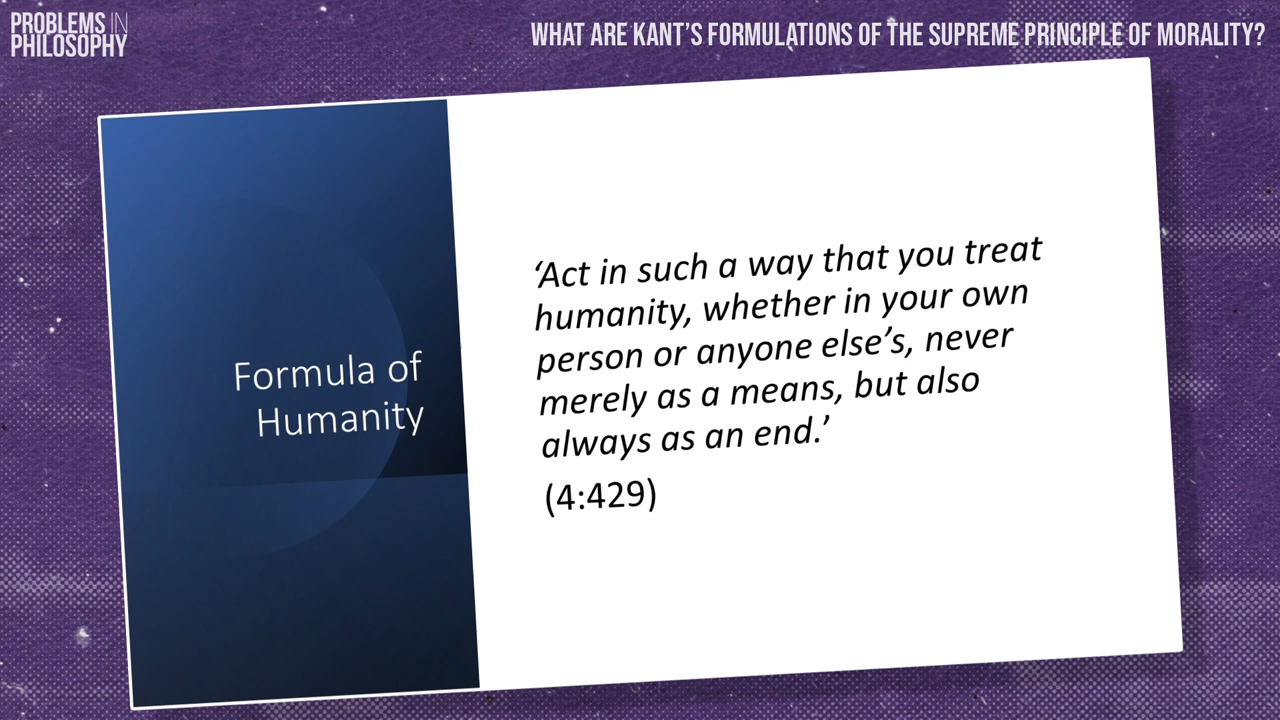 PROBLEMS IN
PHILOSOPHY
WHAT ARE KANT'S FORMULATIONS OF THE SUPREME PRINCIPLE OF MORALITY?
Formula of
Humanity
‘Act in such a way that you treat
humanity, whether in your own
person or anyone else’s, never
merely as a means, but also
always as an end.’
(4:429)